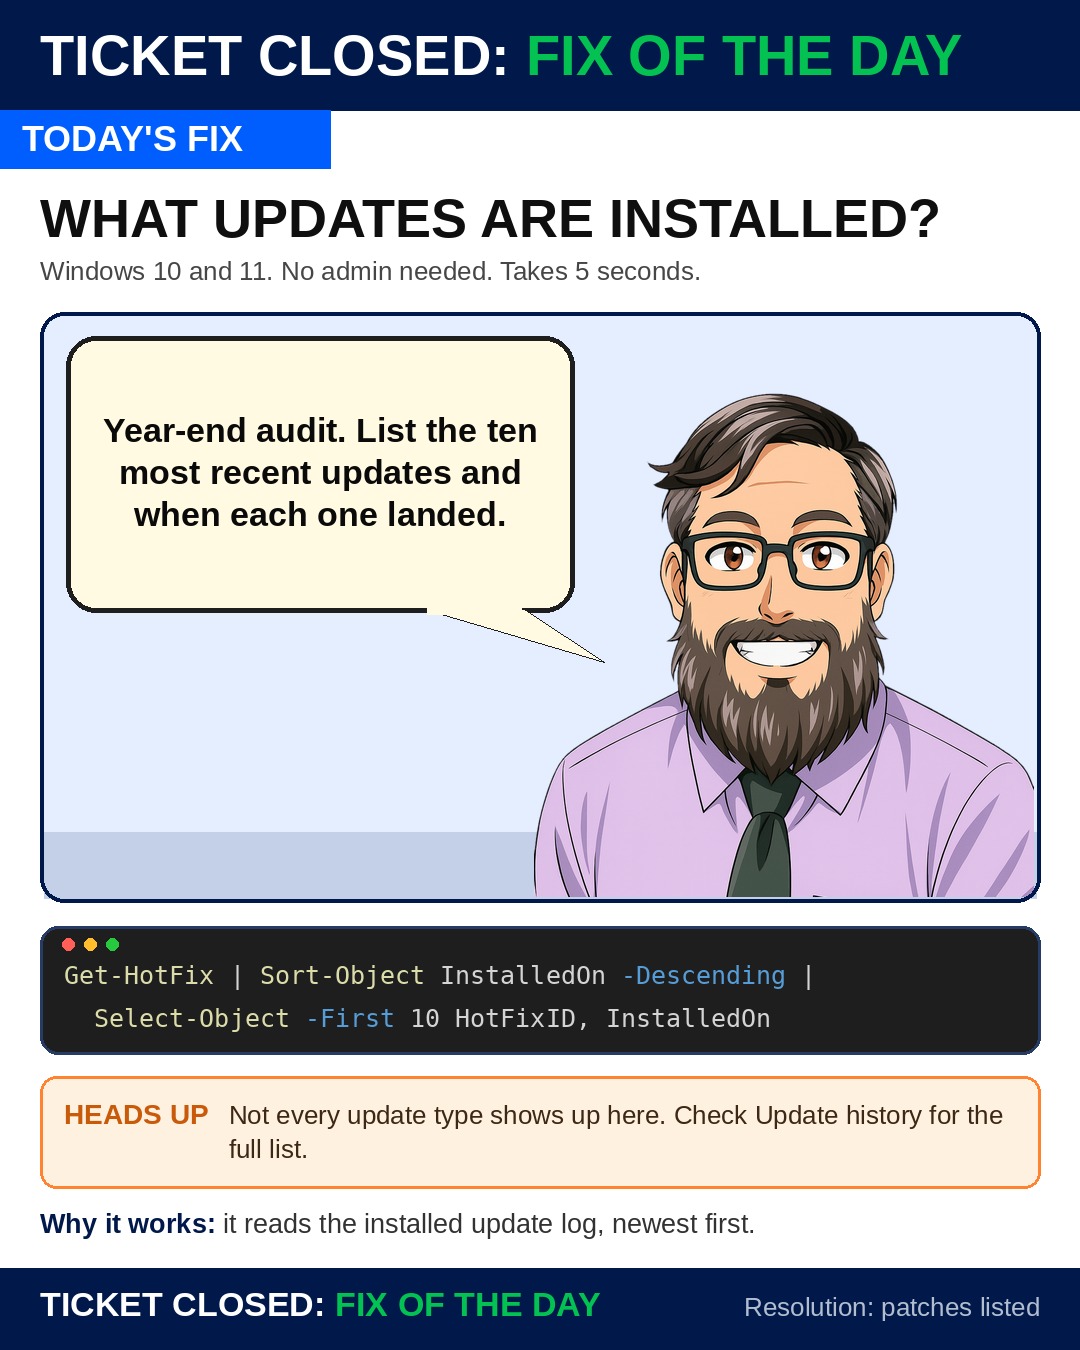 TICKET CLOSED: FIX OF THE DAY
TODAY'S FIX
WHAT UPDATES ARE INSTALLED?
Windows 10 and 11. No admin needed. Takes 5 seconds.
Year-end audit. List the ten
most recent updates and
when each one landed.
Get-HotFix | Sort-Object InstalledOn -Descending |
  Select-Object -First 10 HotFixID, InstalledOn
HEADS UP Not every update type shows up here. Check Update history for the
full list.
Why it works: it reads the installed update log, newest first.
TICKET CLOSED: FIX OF THE DAY Resolution: patches listed